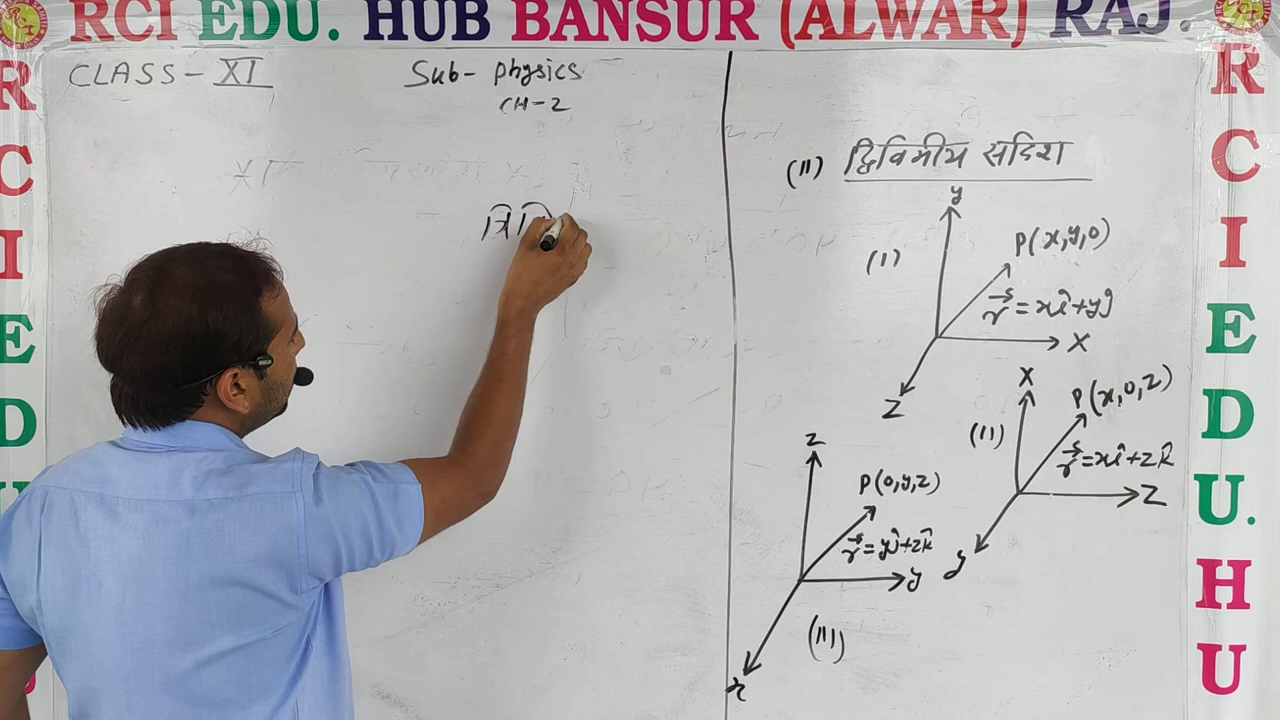 RCI EDU. HUB BANSUR (ALWAR) RAJ.
R
C
I
E
D
CLASS - XI
Sub- Physics
CH-2
त्रि
(II) द्विविमीय सदिश
y
(I)
P(x,y,0)
r⃗ = xî+yĵ
X
Z
X
(II)
P(x,0,z)
r⃗=xî+zk̂
Z
y
z
P(0,y,z)
r⃗=yĵ+zk̂
y
(III)
x
R
C
I
E
D
U.
H
U